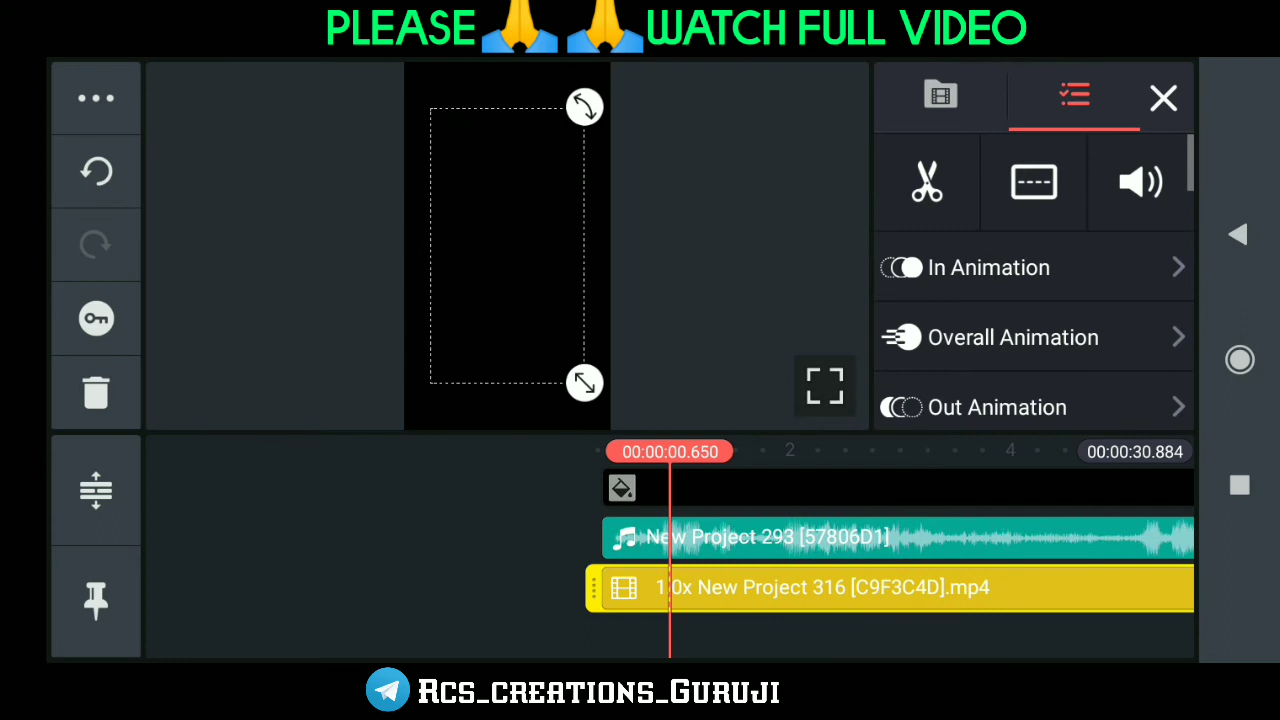 PLEASE🙏 🙏WATCH FULL VIDEO
In Animation
Overall Animation
Out Animation
00:00:00.650 2 4 00:00:30.884
New Project 293 [57806D1]
1.0x New Project 316 [C9F3C4D].mp4
Rcs_creations_Guruji